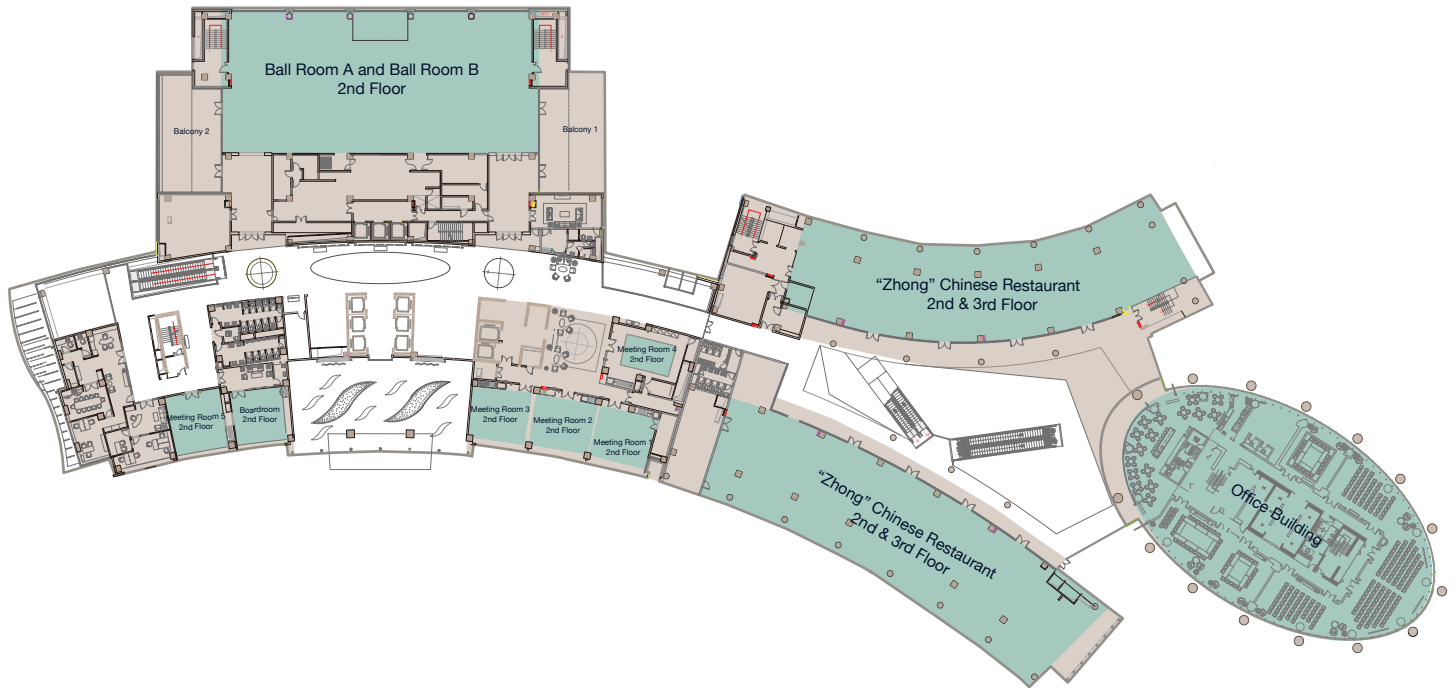 Ball Room A and Ball Room B
2nd Floor
Balcony 2
Balcony 1
“Zhong” Chinese Restaurant
2nd & 3rd Floor
Meeting Room 4
2nd Floor
Meeting Room 5
2nd Floor
Boardroom
2nd Floor
Meeting Room 3
2nd Floor
Meeting Room 2
2nd Floor
Meeting Room 1
2nd Floor
“Zhong” Chinese Restaurant
2nd & 3rd Floor
Office Building